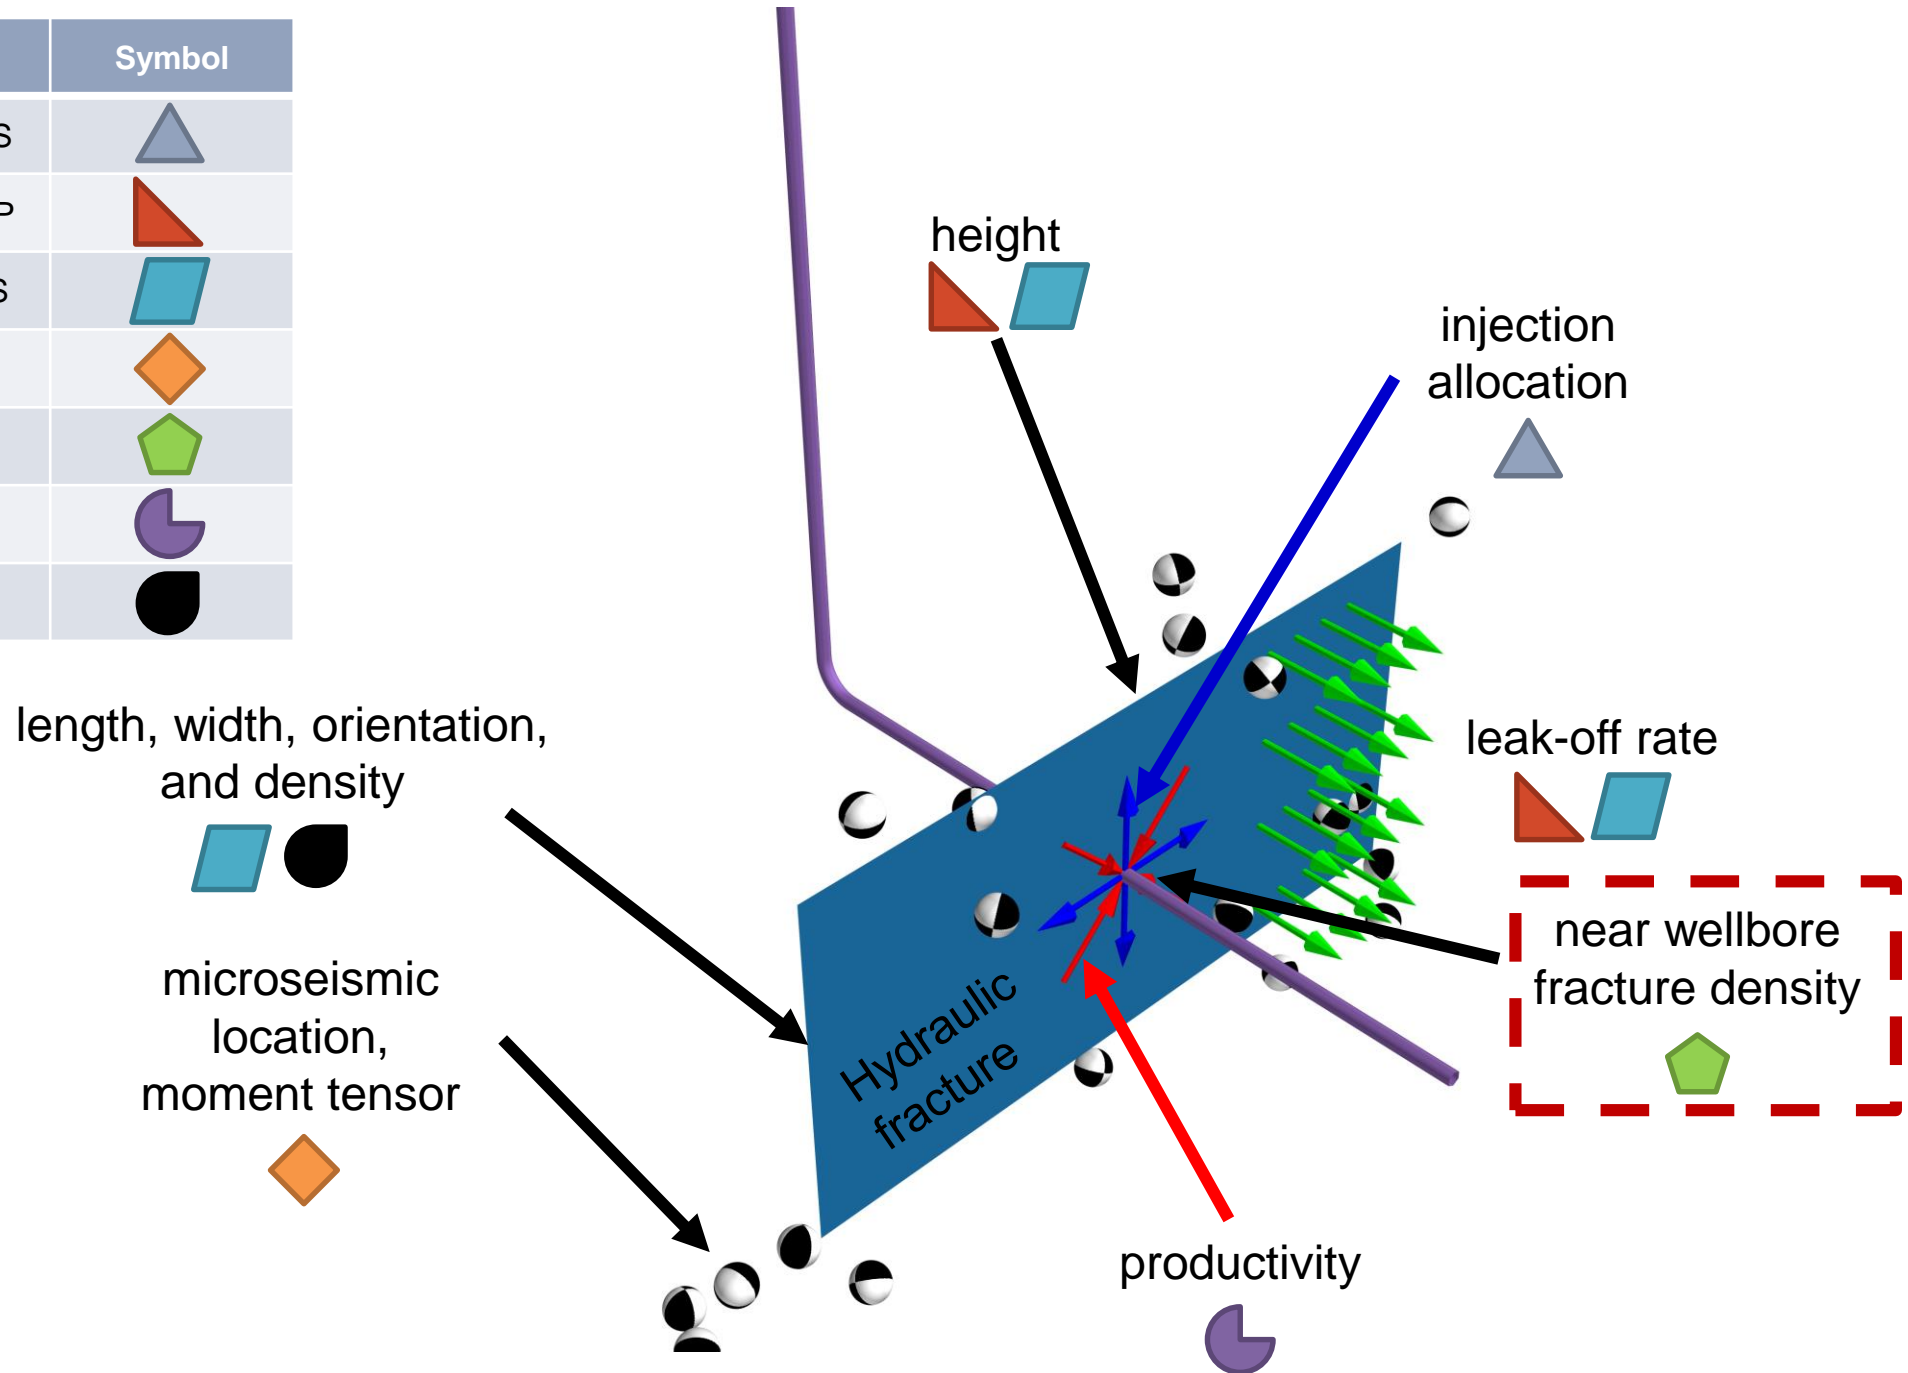 Symbol
S
P
S
height
injection
allocation
length, width, orientation,
and density
leak-off rate
near wellbore
fracture density
microseismic
location,
moment tensor
Hydraulic
fracture
productivity